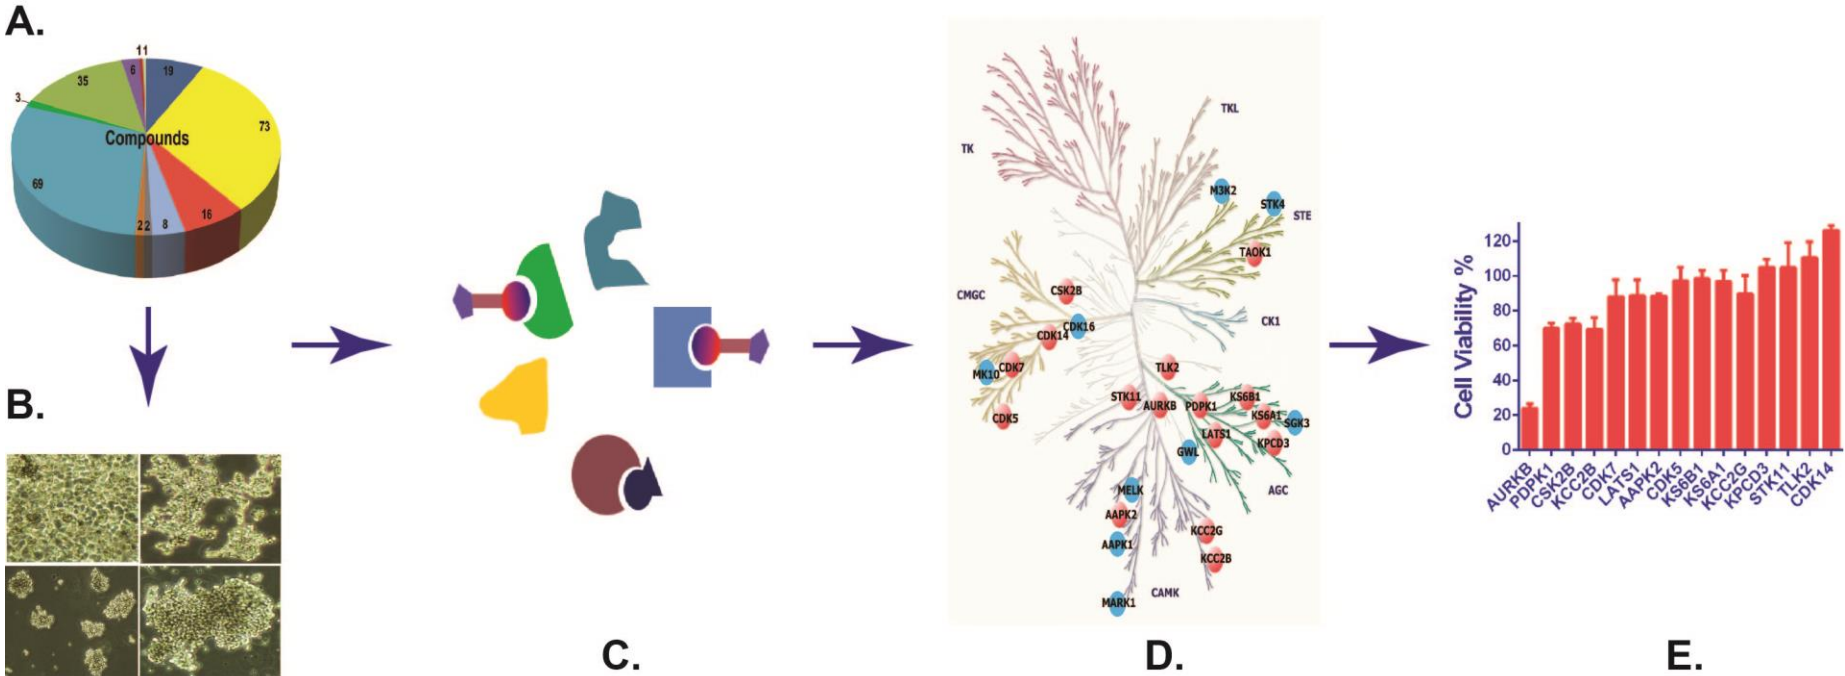 A.
11
6
19
35
3
73
Compounds
69
16
8
2
2
B.
C.
TK
TKL
M3K2
STK4
STE
TAOK1
CSK2B
CMGC
CDK16
CDK14
CK1
MK10
CDK7
TLK2
CDK5
STK11
AURKB
PDPK1
KS6B1
KS6A1
SGK3
LATS1
KPCD3
GWL
MELK
AGC
AAPK2
KCC2G
AAPK1
KCC2B
MARK1
CAMK
D.
Cell Viability %
120
100
80
60
40
20
0
AURKB
PDPK1
CSK2B
KCC2B
CDK7
LATS1
AAPK2
CDK5
KS6B1
KS6A1
KCC2G
KPCD3
STK11
TLK2
CDK14
E.